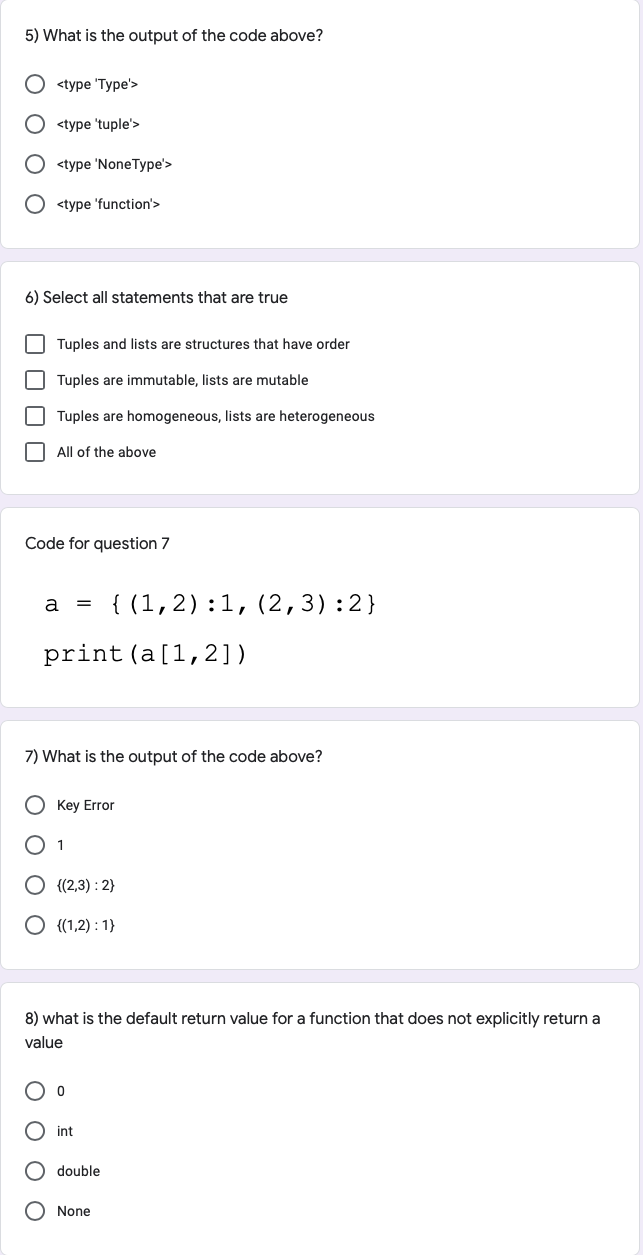 5) What is the output of the code above?
<type 'Type'>
<type 'tuple'>
<type 'NoneType'>
<type 'function'>
6) Select all statements that are true
Tuples and lists are structures that have order
Tuples are immutable, lists are mutable
Tuples are homogeneous, lists are heterogeneous
All of the above
Code for question 7
a = {(1,2):1,(2,3):2}
print(a[1,2])
7) What is the output of the code above?
Key Error
1
{(2,3) : 2}
{(1,2) : 1}
8) what is the default return value for a function that does not explicitly return a
value
0
int
double
None